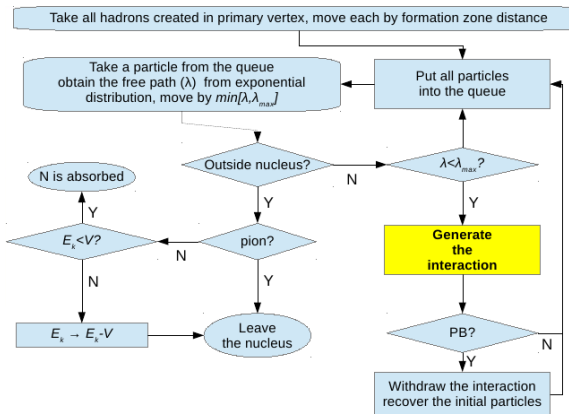 Take all hadrons created in primary vertex, move each by formation zone distance
Take a particle from the queue
obtain the free path (λ) from exponential
distribution, move by min[λ,λmax]
Put all particles
into the queue
Outside nucleus?
N
λ<λmax?
N is absorbed
Y
Y
Y
Generate
the
interaction
Ek<V?
N
pion?
N
Y
PB?
N
Ek → Ek-V
Leave
the nucleus
Y
Withdraw the interaction
recover the initial particles